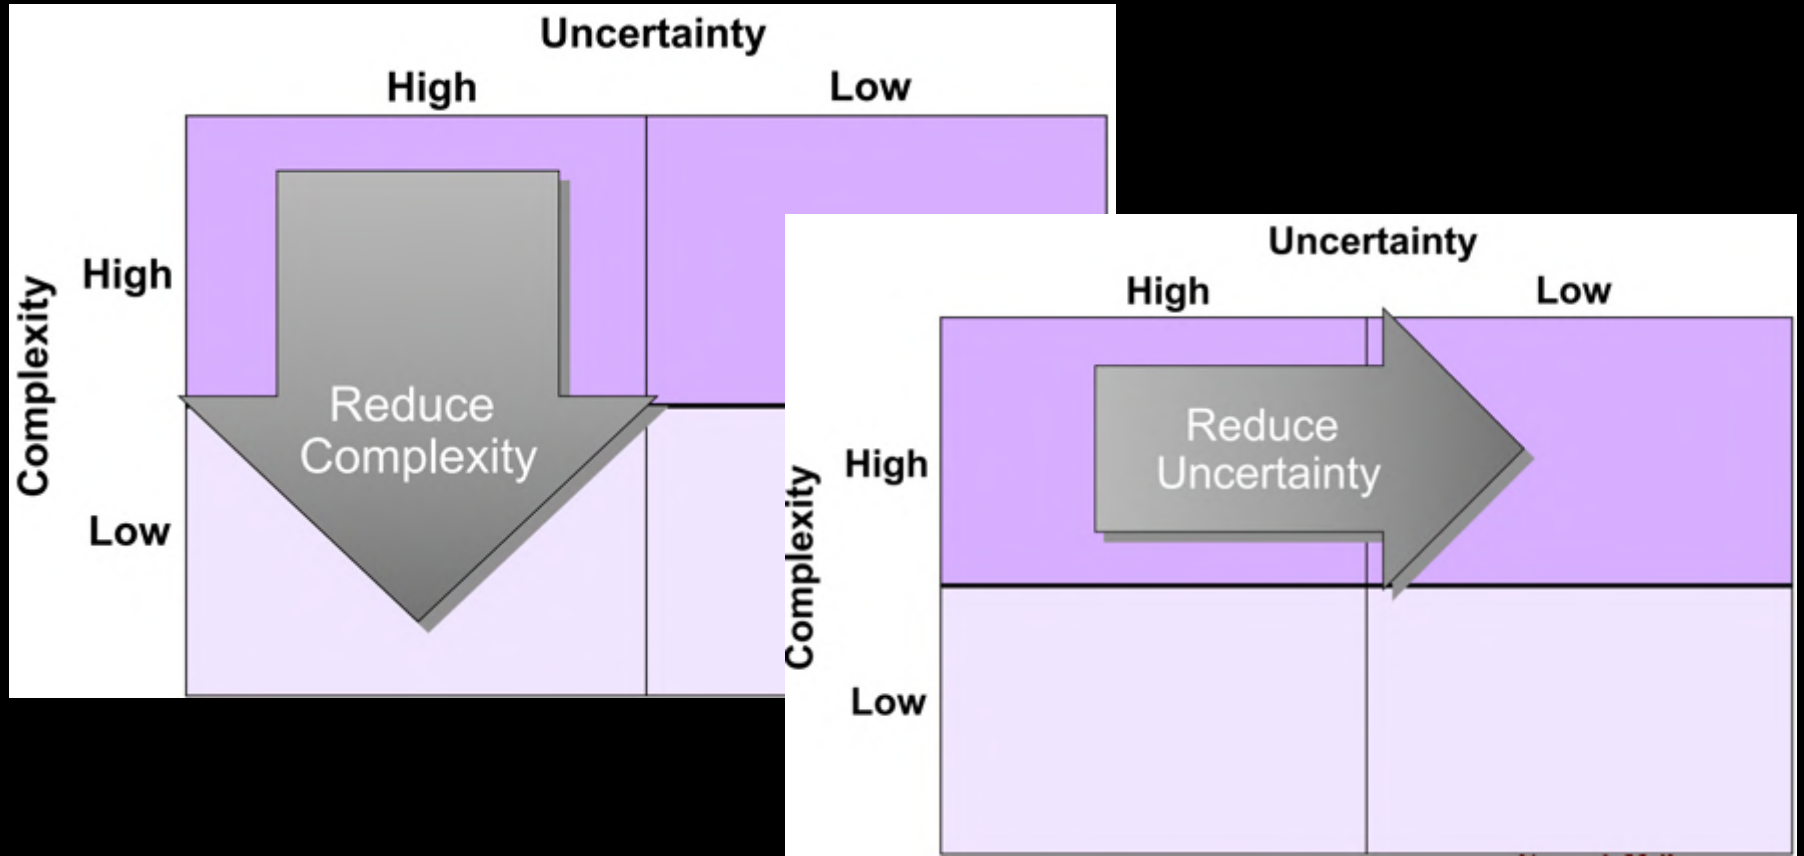 Uncertainty
High Low
Complexity
High
Low
Reduce
Complexity
Uncertainty
High Low
Complexity
High
Low
Reduce
Uncertainty